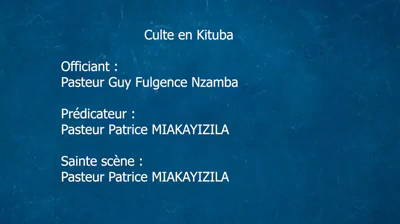 Culte en Kituba
Officiant :
Pasteur Guy Fulgence Nzamba
Prédicateur :
Pasteur Patrice MIAKAYIZILA
Sainte scène :
Pasteur Patrice MIAKAYIZILA